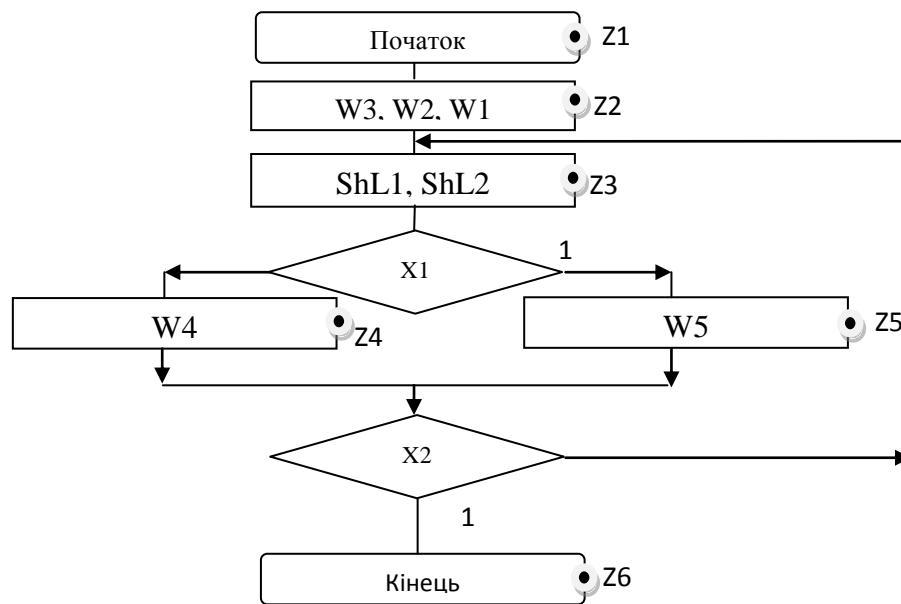 Початок
Z1
W3, W2, W1
Z2
ShL1, ShL2
Z3
X1
1
W4
Z4
W5
Z5
X2
1
Кінець
Z6